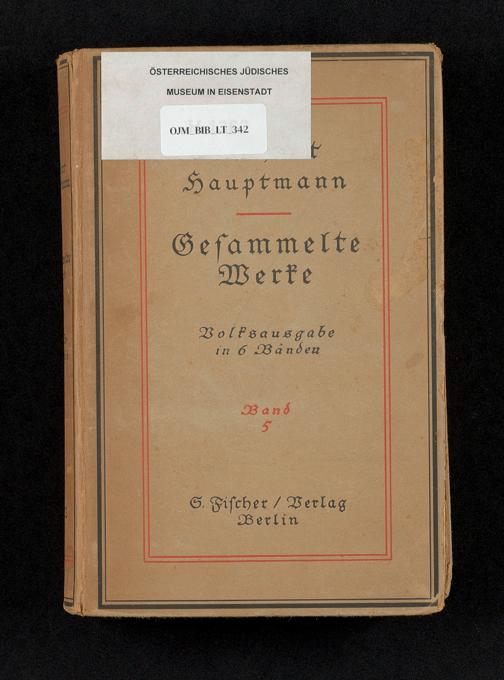 ÖSTERREICHISCHES JÜDISCHES
MUSEUM IN EISENSTADT
OJM_BIB_LT_342
Hauptmann
Gesammelte
Werke
Volksausgabe
in 6 Bänden
Band
5
S. Fischer / Verlag
Berlin